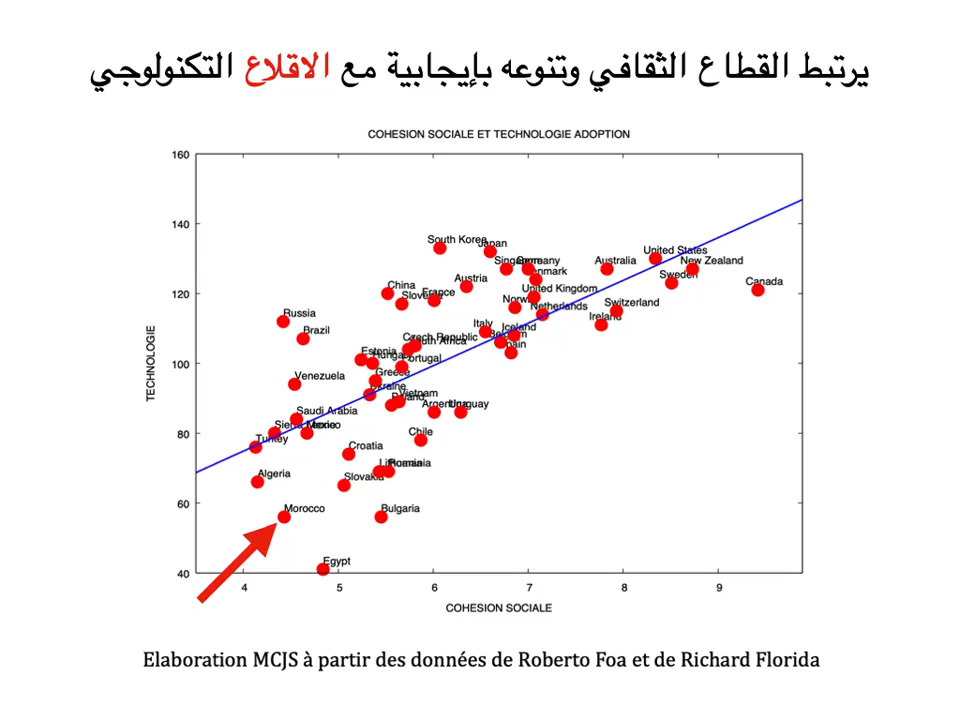 يرتبط القطاع الثقافي وتنوعه بإيجابية مع الاقلاع التكنولوجي
COHESION SOCIALE ET TECHNOLOGIE ADOPTION
160
140
120
100
80
60
40
TECHNOLOGIE
South Korea
Japan
Germany
Denmark
United States
Australia
New Zealand
Sweden
Canada
Austria
China
France
United Kingdom
Switzerland
Netherlands
Ireland
Russia
Brazil
Italy
Iceland
Czech Republic
Estonia
Portugal
Greece
Venezuela
Vietnam
Uruguay
Saudi Arabia
Turkey
Chile
Croatia
Romania
Slovakia
Algeria
Morocco
Bulgaria
Egypt
4 5 6 7 8 9
COHESION SOCIALE
Elaboration MCJS à partir des données de Roberto Foa et de Richard Florida